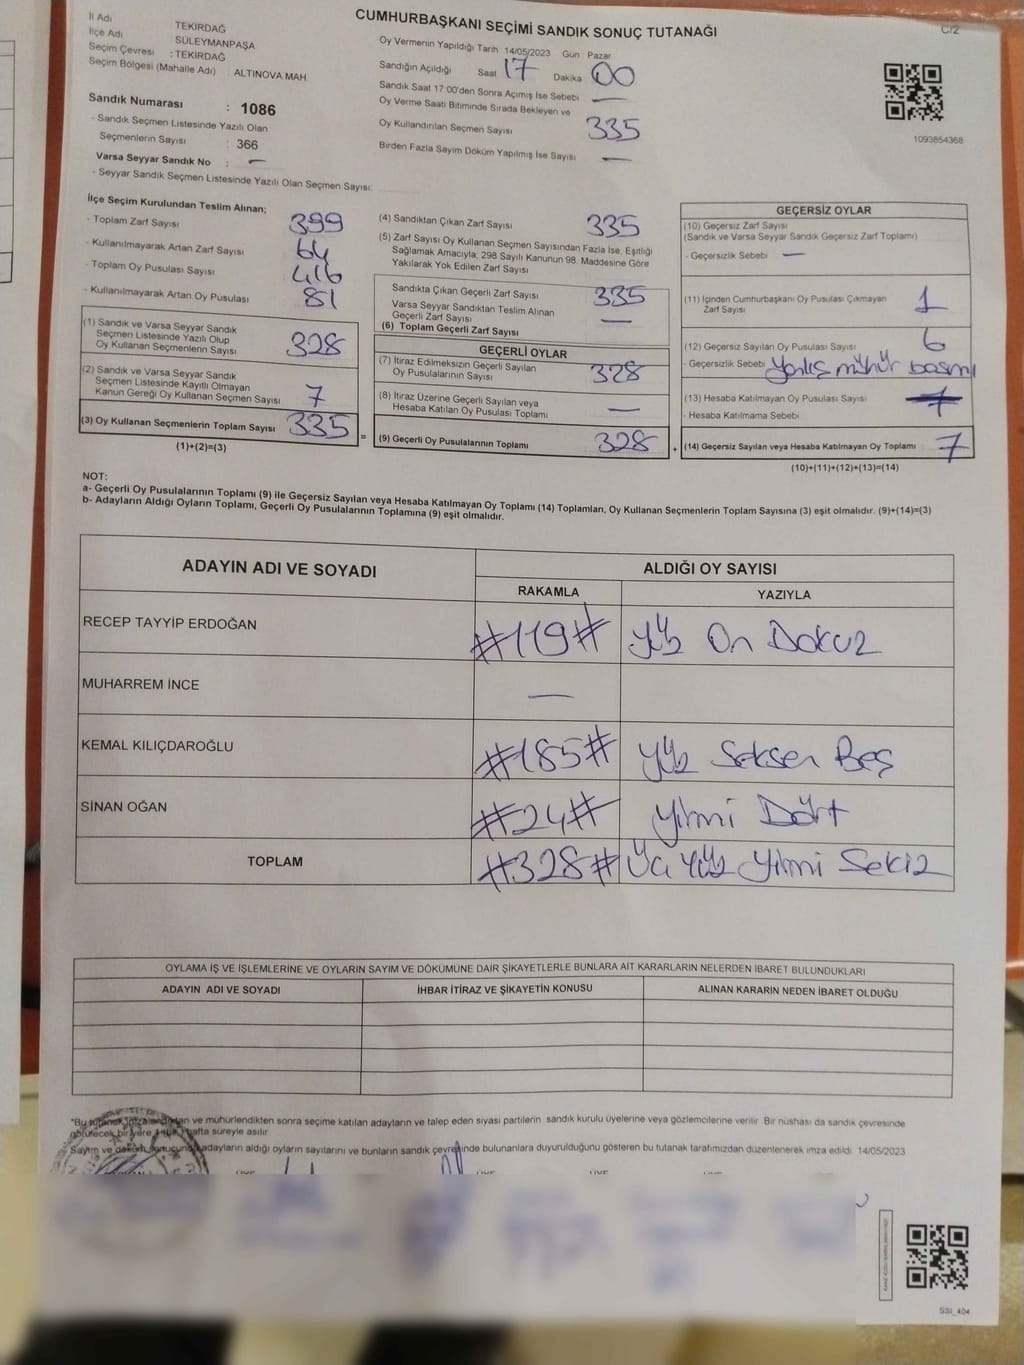 CUMHURBAŞKANI SEÇİMİ SANDIK SONUÇ TUTANAĞI
C/2
İl Adı TEKİRDAĞ
İlçe Adı SÜLEYMANPAŞA
Seçim Çevresi : TEKİRDAĞ
Seçim Bölgesi (Mahalle Adı) : ALTINOVA MAH.
Sandık Numarası : 1086
- Sandık Seçmen Listesinde Yazılı Olan
Seçmenlerin Sayısı : 366
Varsa Seyyar Sandık No : —
- Seyyar Sandık Seçmen Listesinde Yazılı Olan Seçmen Sayısı:
Oy Vermenin Yapıldığı Tarih 14/05/2023 Gün : Pazar
Sandığın Açıldığı Saat 17 Dakika 00
Sandık Saat 17:00'den Sonra Açımış İse Sebebi —
Oy Verme Saati Bitiminde Sırada Bekleyen ve
Oy Kullandırılan Seçmen Sayısı 335
Birden Fazla Sayım Döküm Yapılmış İse Sayısı —
1093854368
İlçe Seçim Kurulundan Teslim Alınan;
- Toplam Zarf Sayısı 399
- Kullanılmayarak Artan Zarf Sayısı 64
- Toplam Oy Pusulası Sayısı 416
- Kullanılmayarak Artan Oy Pusulası 81
(1) Sandık ve Varsa Seyyar Sandık
Seçmen Listesinde Yazılı Olup
Oy Kullanan Seçmenlerin Sayısı 328
(2) Sandık ve Varsa Seyyar Sandık
Seçmen Listesinde Kayıtlı Olmayan
Kanun Gereği Oy Kullanan Seçmen Sayısı 7
(3) Oy Kullanan Seçmenlerin Toplam Sayısı 335 =
(1)+(2)=(3)
(4) Sandıktan Çıkan Zarf Sayısı 335
(5) Zarf Sayısı Oy Kullanan Seçmen Sayısından Fazla İse, Eşitliği
Sağlamak Amacıyla, 298 Sayılı Kanunun 98. Maddesine Göre
Yakılarak Yok Edilen Zarf Sayısı
Sandıkta Çıkan Geçerli Zarf Sayısı 335
Varsa Seyyar Sandıktan Teslim Alınan
Geçerli Zarf Sayısı —
(6) Toplam Geçerli Zarf Sayısı
GEÇERLİ OYLAR
(7) İtiraz Edilmeksizin Geçerli Sayılan
Oy Pusulalarının Sayısı 328
(8) İtiraz Üzerine Geçerli Sayılan veya
Hesaba Katılan Oy Pusulası Toplamı —
(9) Geçerli Oy Pusulalarının Toplamı 328 +
GEÇERSİZ OYLAR
(10) Geçersiz Zarf Sayısı
(Sandık ve Varsa Seyyar Sandık Geçersiz Zarf Toplamı)
- Geçersizlik Sebebi —
(11) İçinden Cumhurbaşkanı Oy Pusulası Çıkmayan
Zarf Sayısı 1
(12) Geçersiz Sayılan Oy Pusulası Sayısı 6
- Geçersizlik Sebebi Yanlış mühür basımı
(13) Hesaba Katılmayan Oy Pusulası Sayısı 7
- Hesaba Katılmama Sebebi
(14) Geçersiz Sayılan veya Hesaba Katılmayan Oy Toplamı 7
(10)+(11)+(12)+(13)=(14)
NOT:
a- Geçerli Oy Pusulalarının Toplamı (9) ile Geçersiz Sayılan veya Hesaba Katılmayan Oy Toplamı (14) Toplamları, Oy Kullanan Seçmenlerin Toplam Sayısına (3) eşit olmalıdır. (9)+(14)=(3)
b- Adayların Aldığı Oyların Toplamı, Geçerli Oy Pusulalarının Toplamına (9) eşit olmalıdır.
ADAYIN ADI VE SOYADI ALDIĞI OY SAYISI
RAKAMLA YAZIYLA
RECEP TAYYİP ERDOĞAN #119# Yüz On Dokuz
MUHARREM İNCE —
KEMAL KILIÇDAROĞLU #185# Yüz Seksen Beş
SİNAN OĞAN #24# Yirmi Dört
TOPLAM #328# Üç Yüz Yirmi Sekiz
OYLAMA İŞ VE İŞLEMLERİNE VE OYLARIN SAYIM VE DÖKÜMÜNE DAİR ŞİKAYETLERLE BUNLARA AİT KARARLARIN NELERDEN İBARET BULUNDUKLARI
ADAYIN ADI VE SOYADI İHBAR İTİRAZ VE ŞİKAYETİN KONUSU ALINAN KARARIN NEDEN İBARET OLDUĞU
*Bu tutanak imzalandıktan ve mühürlendikten sonra seçime katılan adayların ve talep eden siyasi partilerin sandık kurulu üyelerine veya gözlemcilerine verilir. Bir nüshası da sandık çevresinde
görülecek bir yere 1 hafta süreyle asılır.
Sayım ve döküm sonucunda adayların aldığı oyların sayılarını ve bunların sandık çevresinde bulunanlara duyurulduğunu gösteren bu tutanak tarafımızdan düzenlenerek imza edildi. 14/05/2023
SSI_404